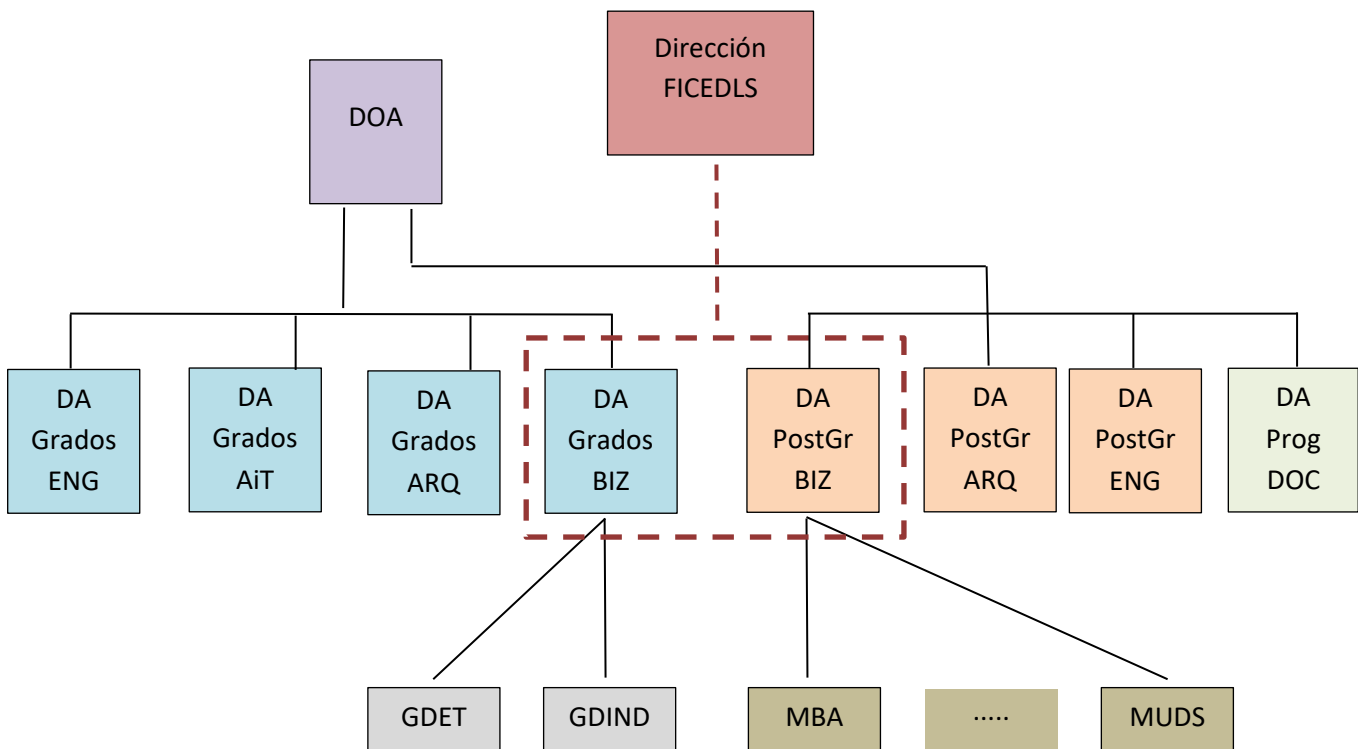 Dirección
FICEDLS
DOA
DA
Grados
ENG
DA
Grados
AiT
DA
Grados
ARQ
DA
Grados
BIZ
DA
PostGr
BIZ
DA
PostGr
ARQ
DA
PostGr
ENG
DA
Prog
DOC
GDET
GDIND
MBA
.....
MUDS